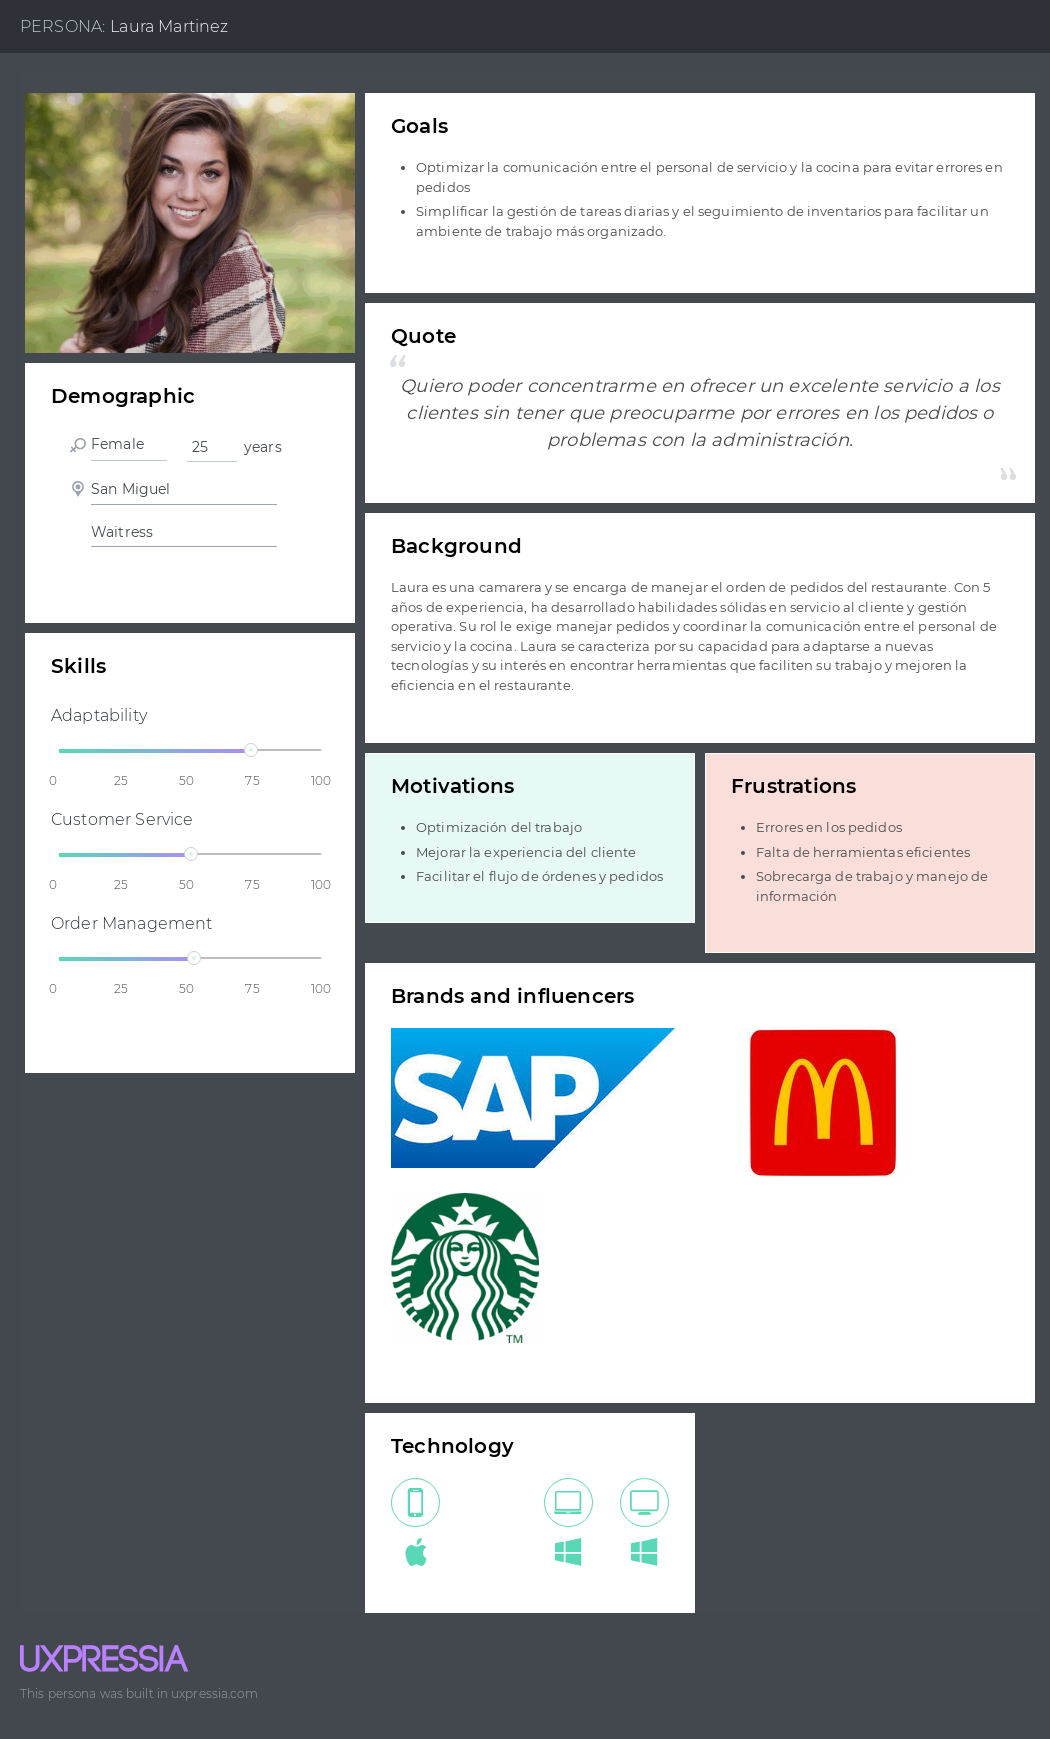 PERSONA: Laura Martinez
Goals
Optimizar la comunicación entre el personal de servicio y la cocina para evitar errores en
pedidos
Simplificar la gestión de tareas diarias y el seguimiento de inventarios para facilitar un
ambiente de trabajo más organizado.
Quote
“
Quiero poder concentrarme en ofrecer un excelente servicio a los
clientes sin tener que preocuparme por errores en los pedidos o
problemas con la administración.
”
Demographic
Female 25 years
San Miguel
Waitress
Background
Laura es una camarera y se encarga de manejar el orden de pedidos del restaurante. Con 5
años de experiencia, ha desarrollado habilidades sólidas en servicio al cliente y gestión
operativa. Su rol le exige manejar pedidos y coordinar la comunicación entre el personal de
servicio y la cocina. Laura se caracteriza por su capacidad para adaptarse a nuevas
tecnologías y su interés en encontrar herramientas que faciliten su trabajo y mejoren la
eficiencia en el restaurante.
Skills
Adaptability
0 25 50 75 100
Customer Service
0 25 50 75 100
Order Management
0 25 50 75 100
Motivations
Optimización del trabajo
Mejorar la experiencia del cliente
Facilitar el flujo de órdenes y pedidos
Frustrations
Errores en los pedidos
Falta de herramientas eficientes
Sobrecarga de trabajo y manejo de
información
Brands and influencers
SAP
M
TM
Technology
UXPRESSIA
This persona was built in uxpressia.com